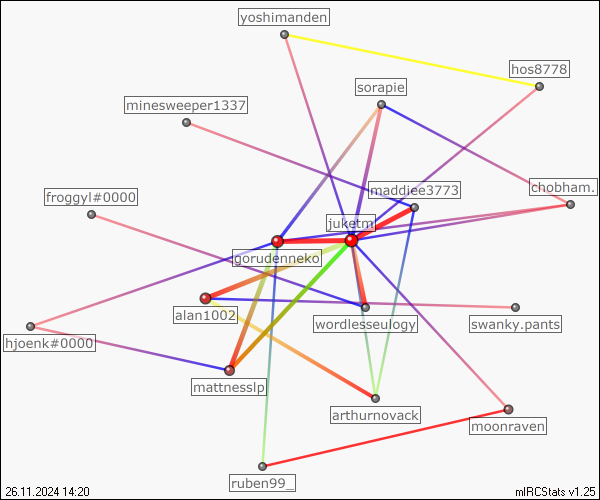 yoshimanden
hos8778
sorapie
minesweeper1337
maddiee3773
chobham.
froggyl#0000
juketm
gorudenneko
alan1002
wordlesseulogy
swanky.pants
hjoenk#0000
mattnesslp
arthurnovack
moonraven
ruben99_
26.11.2024 14:20
mIRCStats v1.25